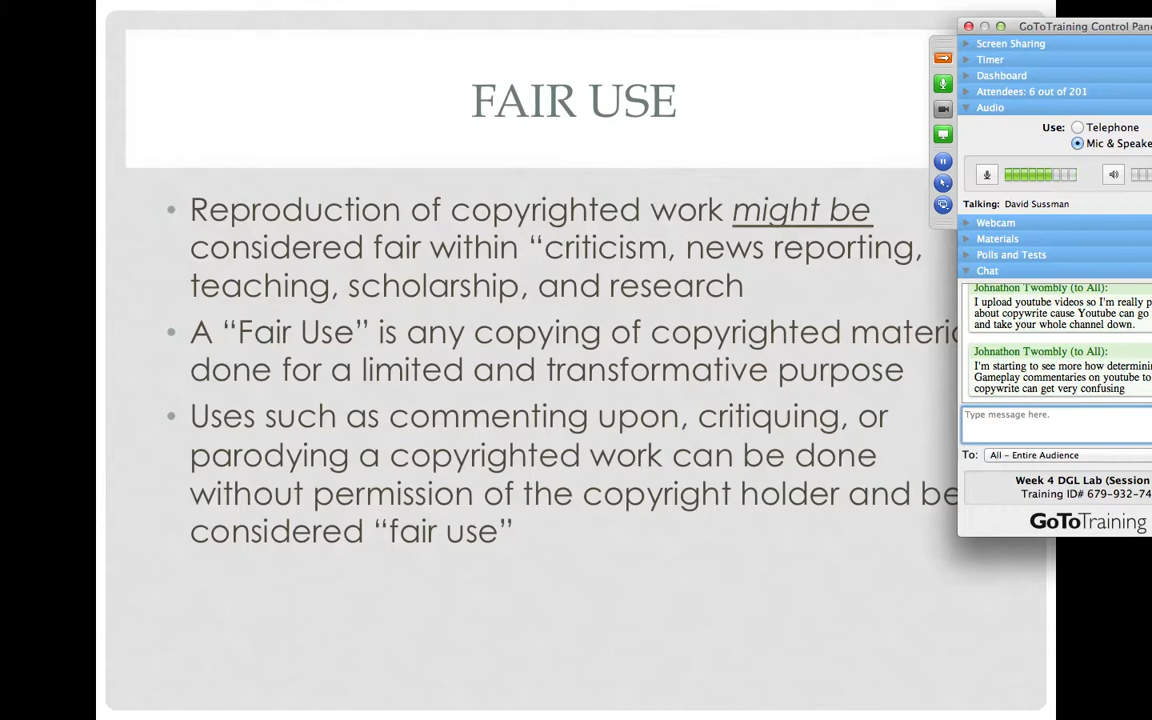 FAIR USE
• Reproduction of copyrighted work might be
considered fair within “criticism, news reporting,
teaching, scholarship, and research
• A “Fair Use” is any copying of copyrighted materi
done for a limited and transformative purpose
• Uses such as commenting upon, critiquing, or
parodying a copyrighted work can be done
without permission of the copyright holder and be
considered “fair use”
GoToTraining Control Pane
Screen Sharing
Timer
Dashboard
Attendees: 6 out of 201
Audio
Use: Telephone
Mic & Speake
Talking: David Sussman
Webcam
Materials
Polls and Tests
Chat
Johnathon Twombly (to All):
I upload youtube videos so I'm really p
about copywrite cause Youtube can go
and take your whole channel down.
Johnathon Twombly (to All):
I'm starting to see more how determini
Gameplay commentaries on youtube to
copywrite can get very confusing
Type message here.
To: All – Entire Audience
Week 4 DGL Lab (Session
Training ID# 679-932-74
GoToTraining